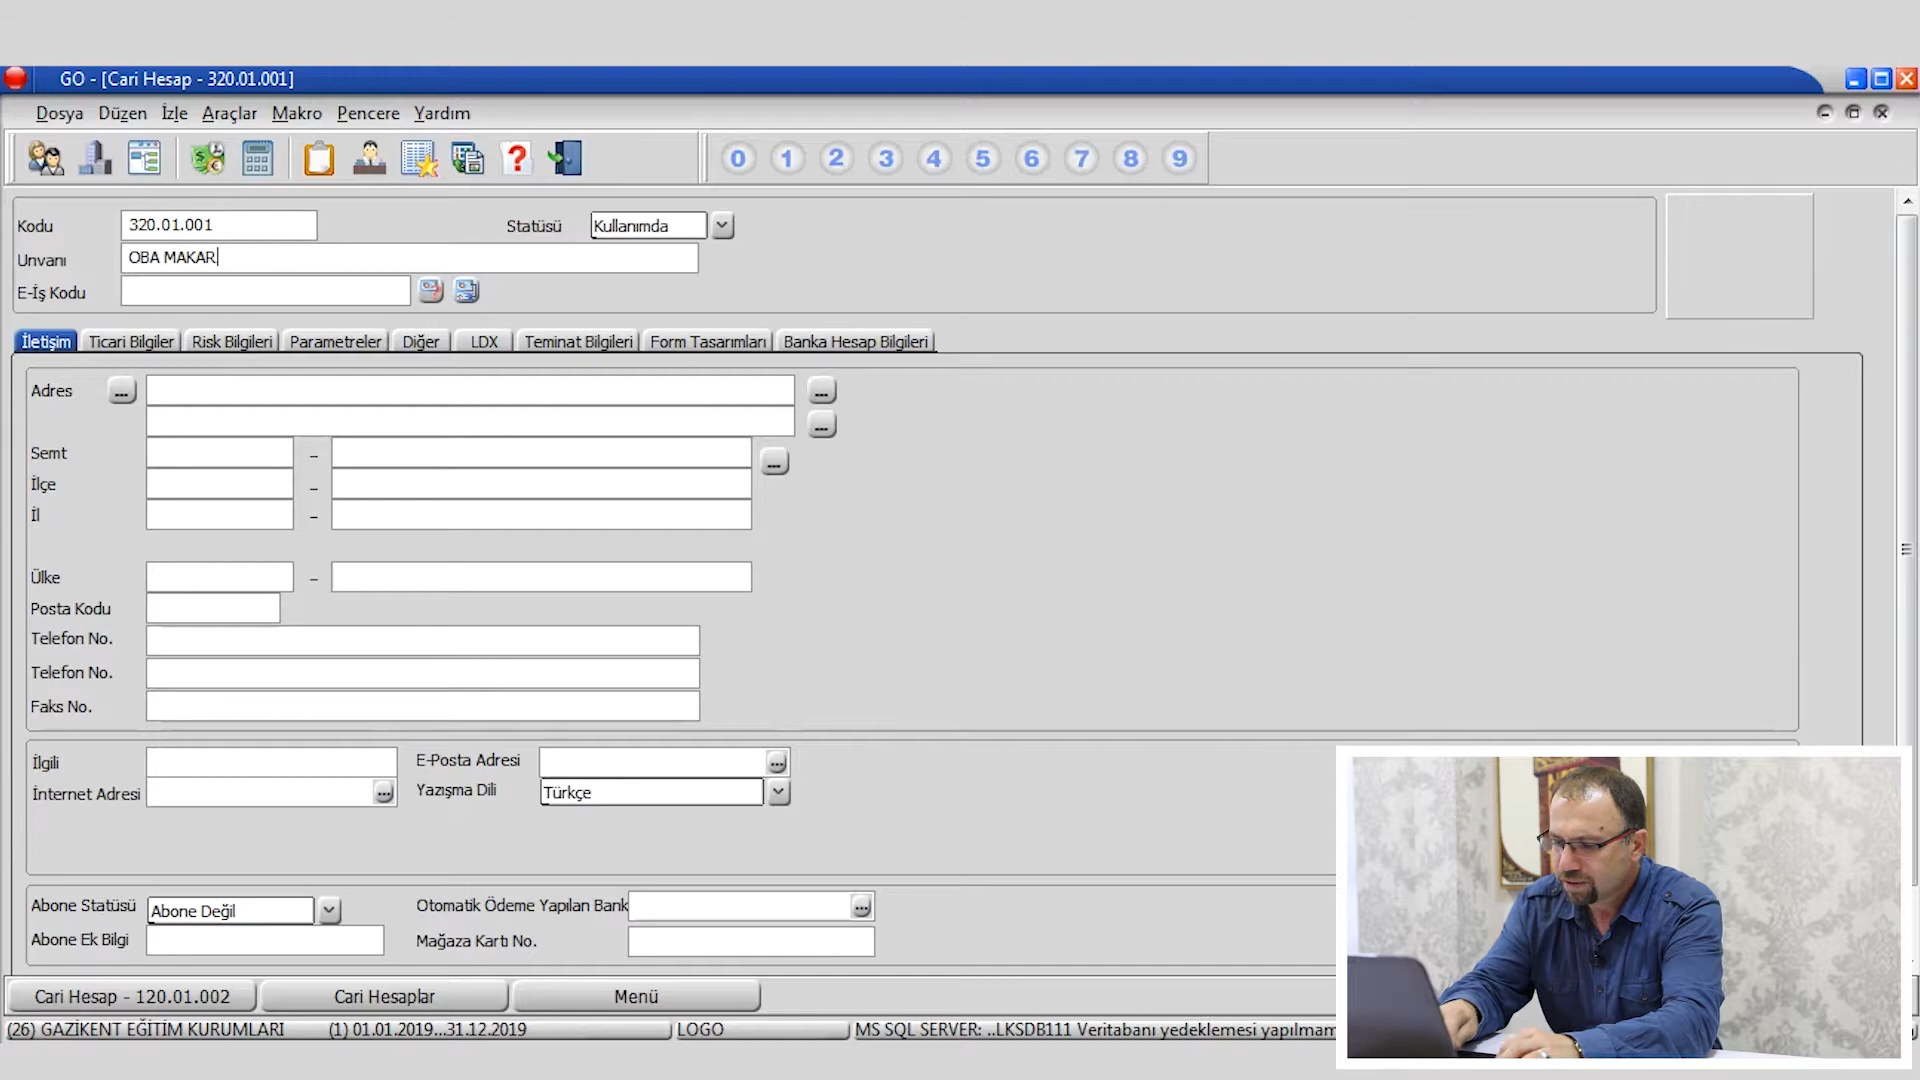 GO - [Cari Hesap - 320.01.001]
Dosya Düzen İzle Araçlar Makro Pencere Yardım
0 1 2 3 4 5 6 7 8 9
Kodu 320.01.001 Statüsü Kullanımda
Unvanı OBA MAKAR
E-İş Kodu
İletişim Ticari Bilgiler Risk Bilgileri Parametreler Diğer LDX Teminat Bilgileri Form Tasarımları Banka Hesap Bilgileri
Adres ... ...
...
Semt - ...
İlçe -
İl -
Ülke -
Posta Kodu
Telefon No.
Telefon No.
Faks No.
İlgili E-Posta Adresi ...
İnternet Adresi ... Yazışma Dili Türkçe
Abone Statüsü Abone Değil Otomatik Ödeme Yapılan Bank ...
Abone Ek Bilgi Mağaza Kartı No.
Cari Hesap - 120.01.002 Cari Hesaplar Menü
(26) GAZİKENT EĞİTİM KURUMLARI (1) 01.01.2019...31.12.2019 LOGO MS SQL SERVER: ..LKSDB111 Veritabanı yedeklemesi yapılmam